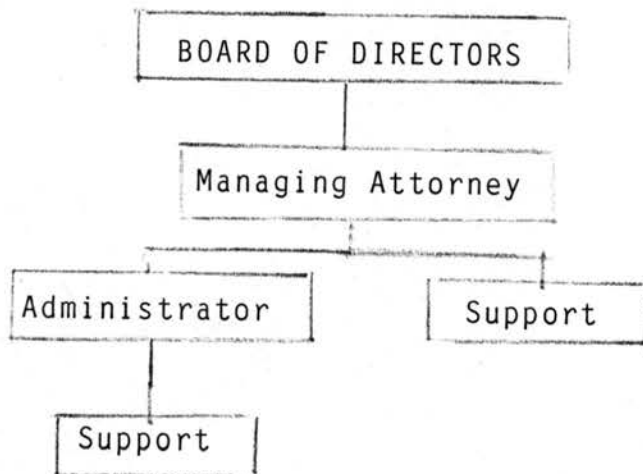 BOARD OF DIRECTORS
Managing Attorney
Administrator
Support
Support